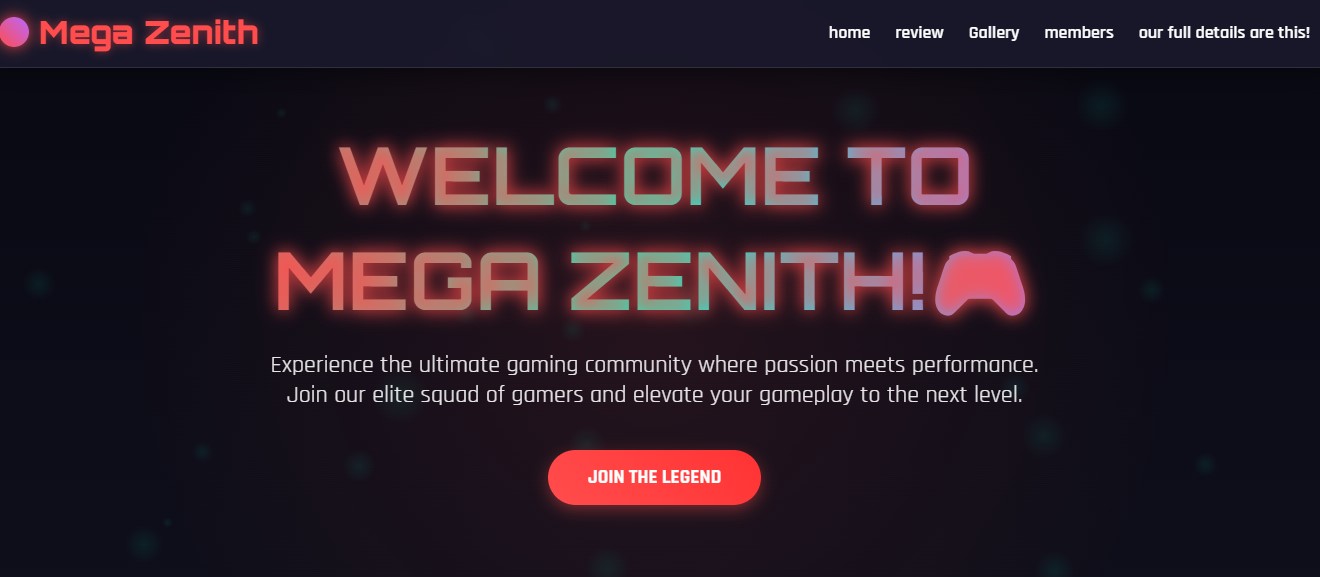 Mega Zenith
home review Gallery members our full details are this!
WELCOME TO
MEGA ZENITH!
Experience the ultimate gaming community where passion meets performance.
Join our elite squad of gamers and elevate your gameplay to the next level.
JOIN THE LEGEND